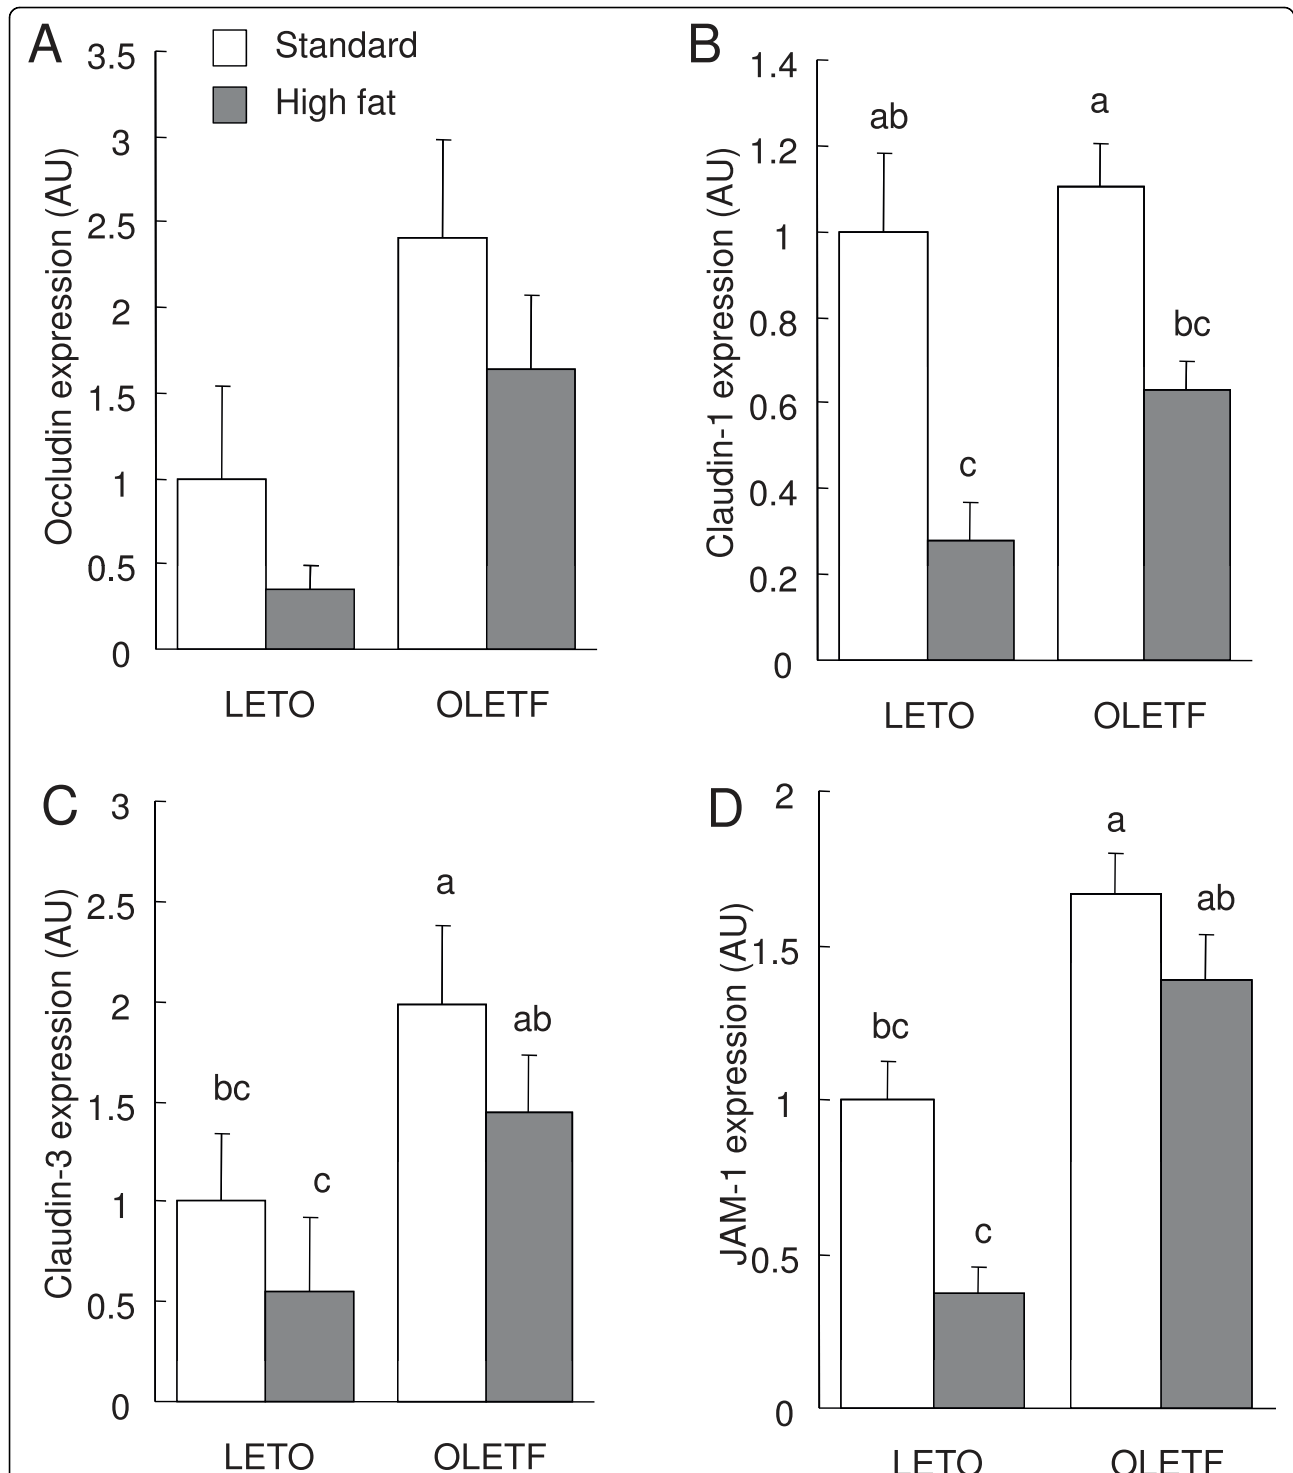 A
Standard
High fat
3.5
3
2.5
2
1.5
1
0.5
0
Occludin expression (AU)
LETO OLETF
B
1.4
1.2
1
0.8
0.6
0.4
0.2
0
Claudin-1 expression (AU)
ab
c
a
bc
LETO OLETF
C
3
2.5
2
1.5
1
0.5
0
Claudin-3 expression (AU)
bc
c
a
ab
LETO OLETF
D
2
1.5
1
0.5
0
JAM-1 expression (AU)
bc
c
a
ab
LETO OLETF